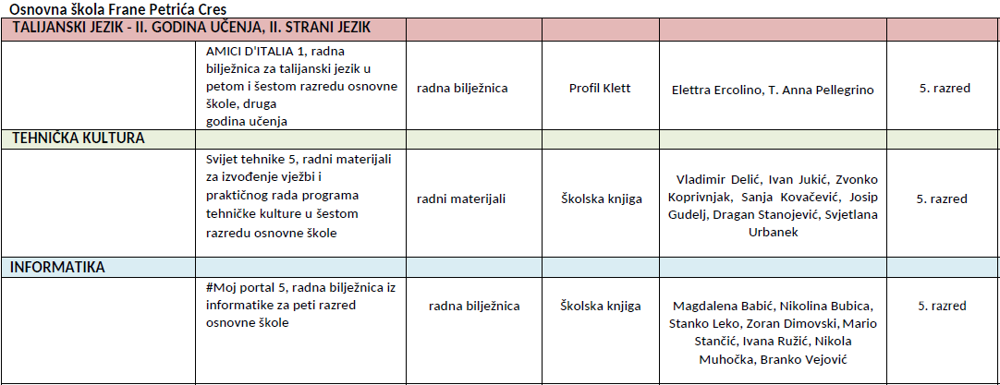 Osnovna škola Frane Petrića Cres
TALIJANSKI JEZIK - II. GODINA UČENJA, II. STRANI JEZIK
AMICI D'ITALIA 1, radna
bilježnica za talijanski jezik u
petom i šestom razredu osnovne
škole, druga
godina učenja
radna bilježnica
Profil Klett
Elettra Ercolino, T. Anna Pellegrino
5. razred
TEHNIČKA KULTURA
Svijet tehnike 5, radni materijali
za izvođenje vježbi i
praktičnog rada programa
tehničke kulture u šestom
razredu osnovne škole
radni materijali
Školska knjiga
Vladimir Delić, Ivan Jukić, Zvonko
Koprivnjak, Sanja Kovačević, Josip
Gudelj, Dragan Stanojević, Svjetlana
Urbanek
5. razred
INFORMATIKA
#Moj portal 5, radna bilježnica iz
informatike za peti razred
osnovne škole
radna bilježnica
Školska knjiga
Magdalena Babić, Nikolina Bubica,
Stanko Leko, Zoran Dimovski, Mario
Stančić, Ivana Ružić, Nikola
Muhočka, Branko Vejović
5. razred